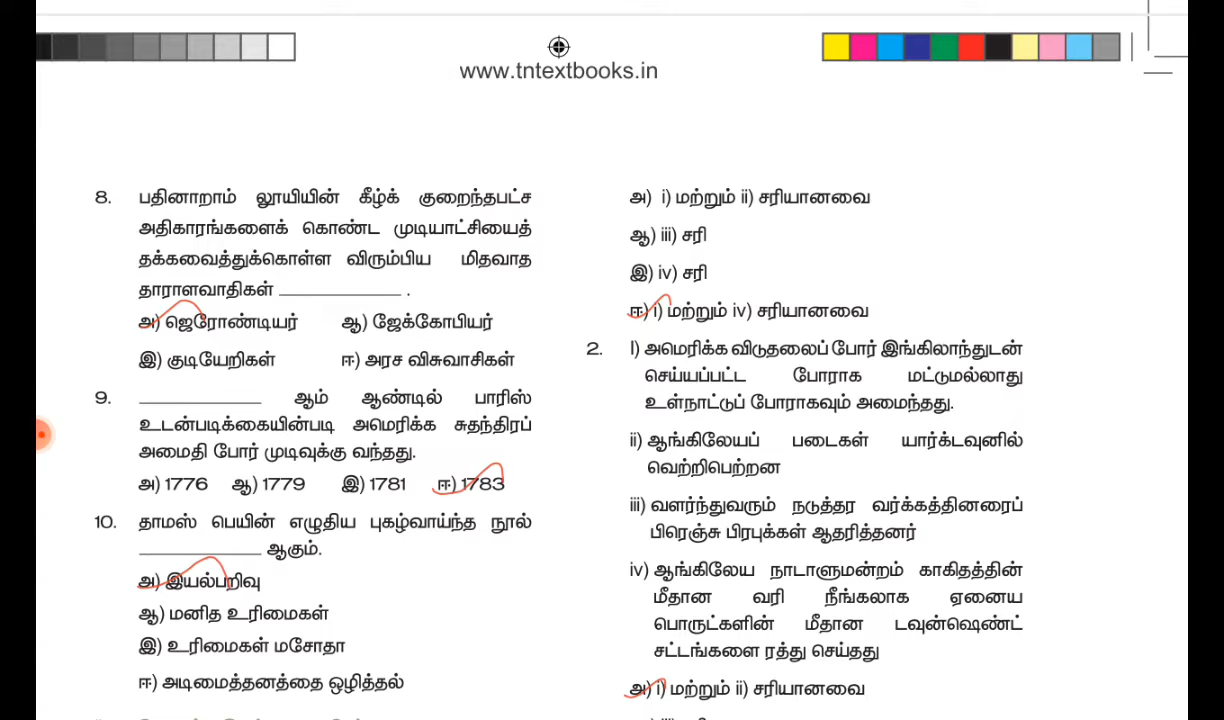 www.tntextbooks.in
8. பதினாறாம் லூயியின் கீழ்க் குறைந்தபட்ச
அதிகாரங்களைக் கொண்ட முடியாட்சியைத்
தக்கவைத்துக்கொள்ள விரும்பிய மிதவாத
தாராளவாதிகள் ____________ .
அ) ஜெரோண்டியர் ஆ) ஜேக்கோபியர்
இ) குடியேறிகள் ஈ) அரச விசுவாசிகள்
9. ____________ ஆம் ஆண்டில் பாரிஸ்
உடன்படிக்கையின்படி அமெரிக்க சுதந்திரப்
அமைதி போர் முடிவுக்கு வந்தது.
அ) 1776 ஆ) 1779 இ) 1781 ஈ) 1783
10. தாமஸ் பெயின் எழுதிய புகழ்வாய்ந்த நூல்
____________ ஆகும்.
அ) இயல்பறிவு
ஆ) மனித உரிமைகள்
இ) உரிமைகள் மசோதா
ஈ) அடிமைத்தனத்தை ஒழித்தல்
அ) i) மற்றும் ii) சரியானவை
ஆ) iii) சரி
இ) iv) சரி
ஈ) i) மற்றும் iv) சரியானவை
2. I) அமெரிக்க விடுதலைப் போர் இங்கிலாந்துடன்
செய்யப்பட்ட போராக மட்டுமல்லாது
உள்நாட்டுப் போராகவும் அமைந்தது.
ii) ஆங்கிலேயப் படைகள் யார்க்டவுனில்
வெற்றிபெற்றன
iii) வளர்ந்துவரும் நடுத்தர வர்க்கத்தினரைப்
பிரெஞ்சு பிரபுக்கள் ஆதரித்தனர்
iv) ஆங்கிலேய நாடாளுமன்றம் காகிதத்தின்
மீதான வரி நீங்கலாக ஏனைய
பொருட்களின் மீதான டவுன்ஷெண்ட்
சட்டங்களை ரத்து செய்தது
அ) i) மற்றும் ii) சரியானவை